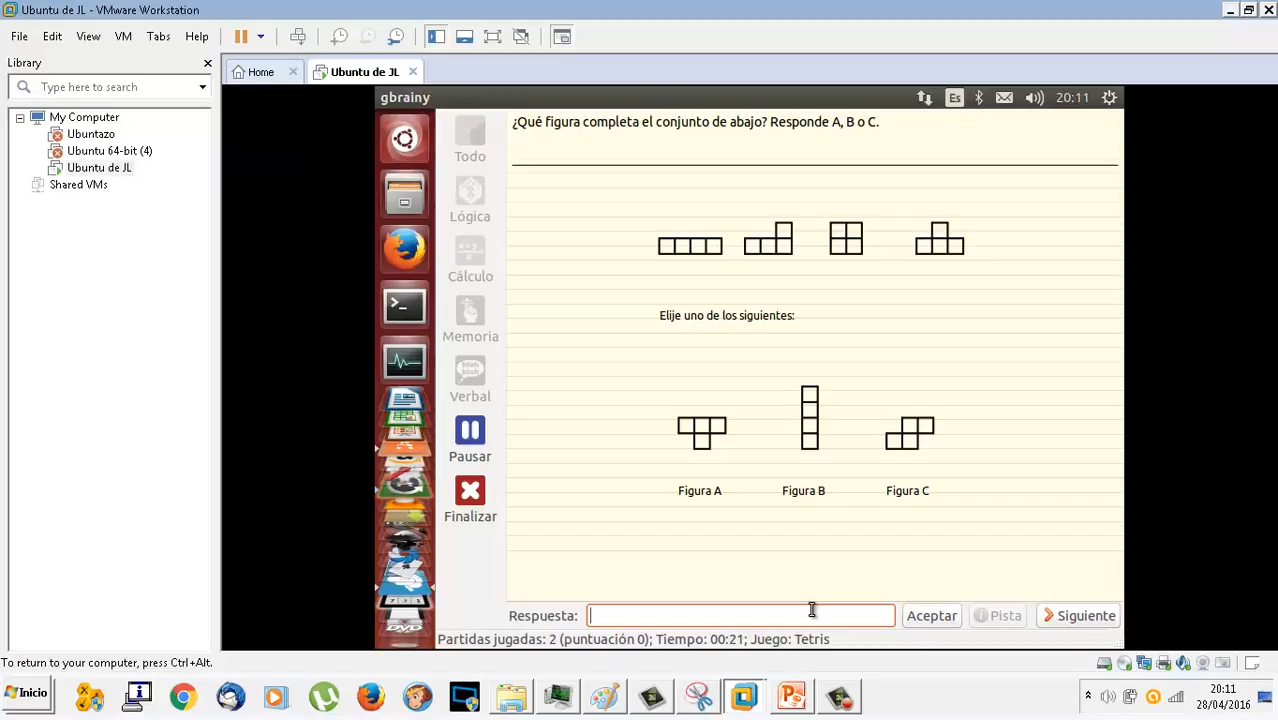 Ubuntu de JL - VMware Workstation
File Edit View VM Tabs Help
Library
Type here to search
My Computer
Ubuntazo
Ubuntu 64-bit (4)
Ubuntu de JL
Shared VMs
Home
Ubuntu de JL
gbrainy
Es
20:11
Todo
Lógica
Cálculo
Memoria
Verbal
Pausar
Finalizar
¿Qué figura completa el conjunto de abajo? Responde A, B o C.
Elije uno de los siguientes:
Figura A Figura B Figura C
Respuesta: Aceptar Pista Siguiente
Partidas jugadas: 2 (puntuación 0); Tiempo: 00:21; Juego: Tetris
To return to your computer, press Ctrl+Alt.
Inicio
20:11
28/04/2016